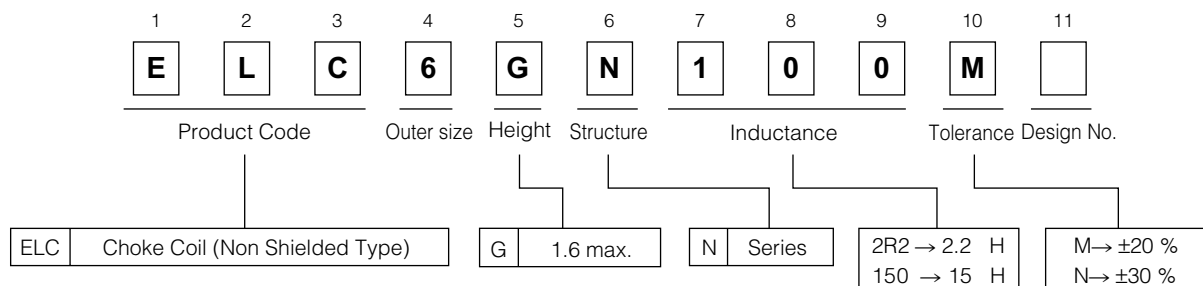 1 2 3 4 5 6 7 8 9 10 11
E L C 6 G N 1 0 0 M
Product Code Outer size Height Structure Inductance Tolerance Design No.
ELC Choke Coil (Non Shielded Type) G 1.6 max. N Series 2R2 → 2.2 H M→ ±20 %
150 → 15 H N→ ±30 %